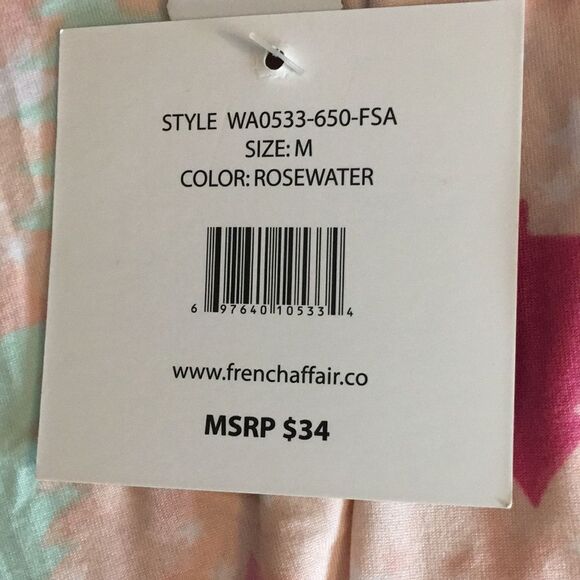 STYLE WA0533-650-FSA
SIZE: M
COLOR: ROSEWATER
6 97640 10533 4
www.frenchaffair.co
MSRP $34